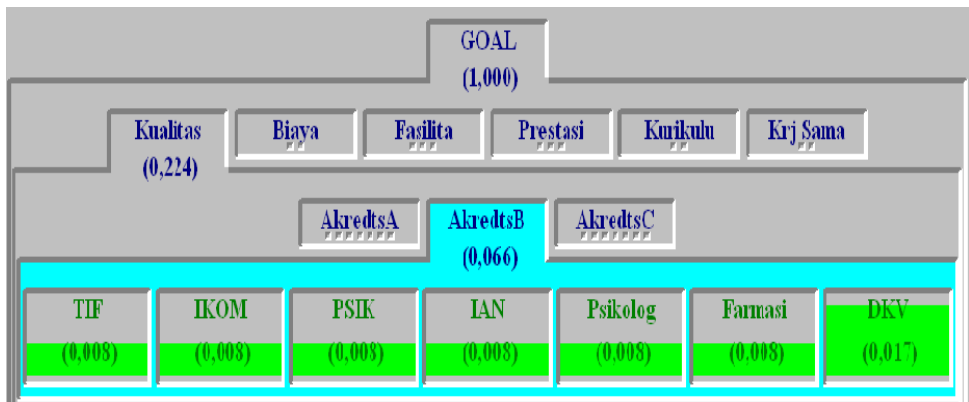 GOAL
(1,000)
Kualitas Biaya Fasilita Prestasi Kurikulu Krj Sama
(0,224)
AkredtsA AkredtsB AkredtsC
(0,066)
TIF IKOM PSIK IAN Psikolog Farmasi DKV
(0,008) (0,008) (0,008) (0,008) (0,008) (0,008) (0,017)